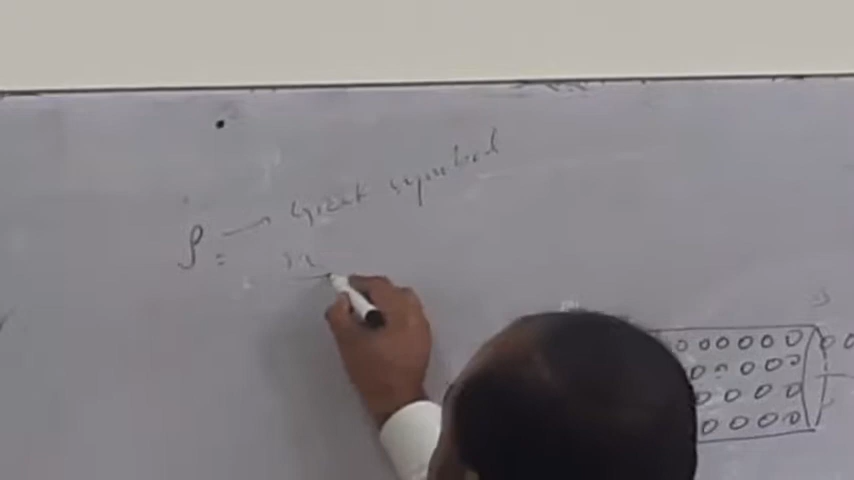 ρ → Greek symbol
= m